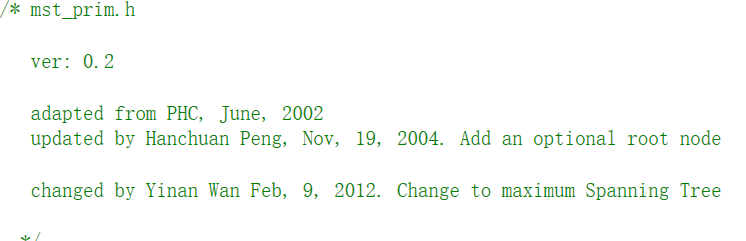 /* mst_prim.h
ver: 0.2
adapted from PHC, June, 2002
updated by Hanchuan Peng, Nov, 19, 2004. Add an optional root node
changed by Yinan Wan Feb, 9, 2012. Change to maximum Spanning Tree
*/